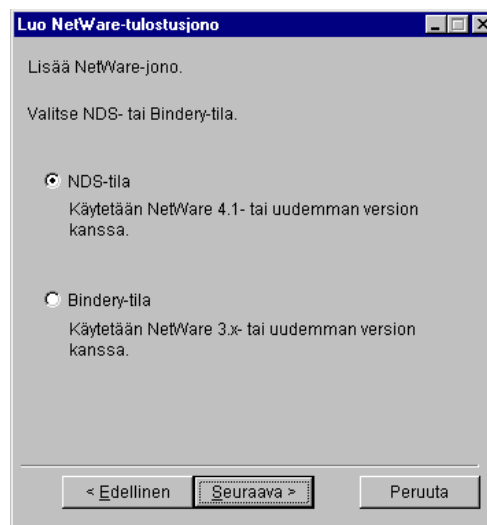 Luo NetWare-tulostusjono
Lisää NetWare-jono.
Valitse NDS- tai Bindery-tila.
NDS-tila
Käytetään NetWare 4.1- tai uudemman version
kanssa.
Bindery-tila
Käytetään NetWare 3.x- tai uudemman version
kanssa.
< Edellinen Seuraava > Peruuta